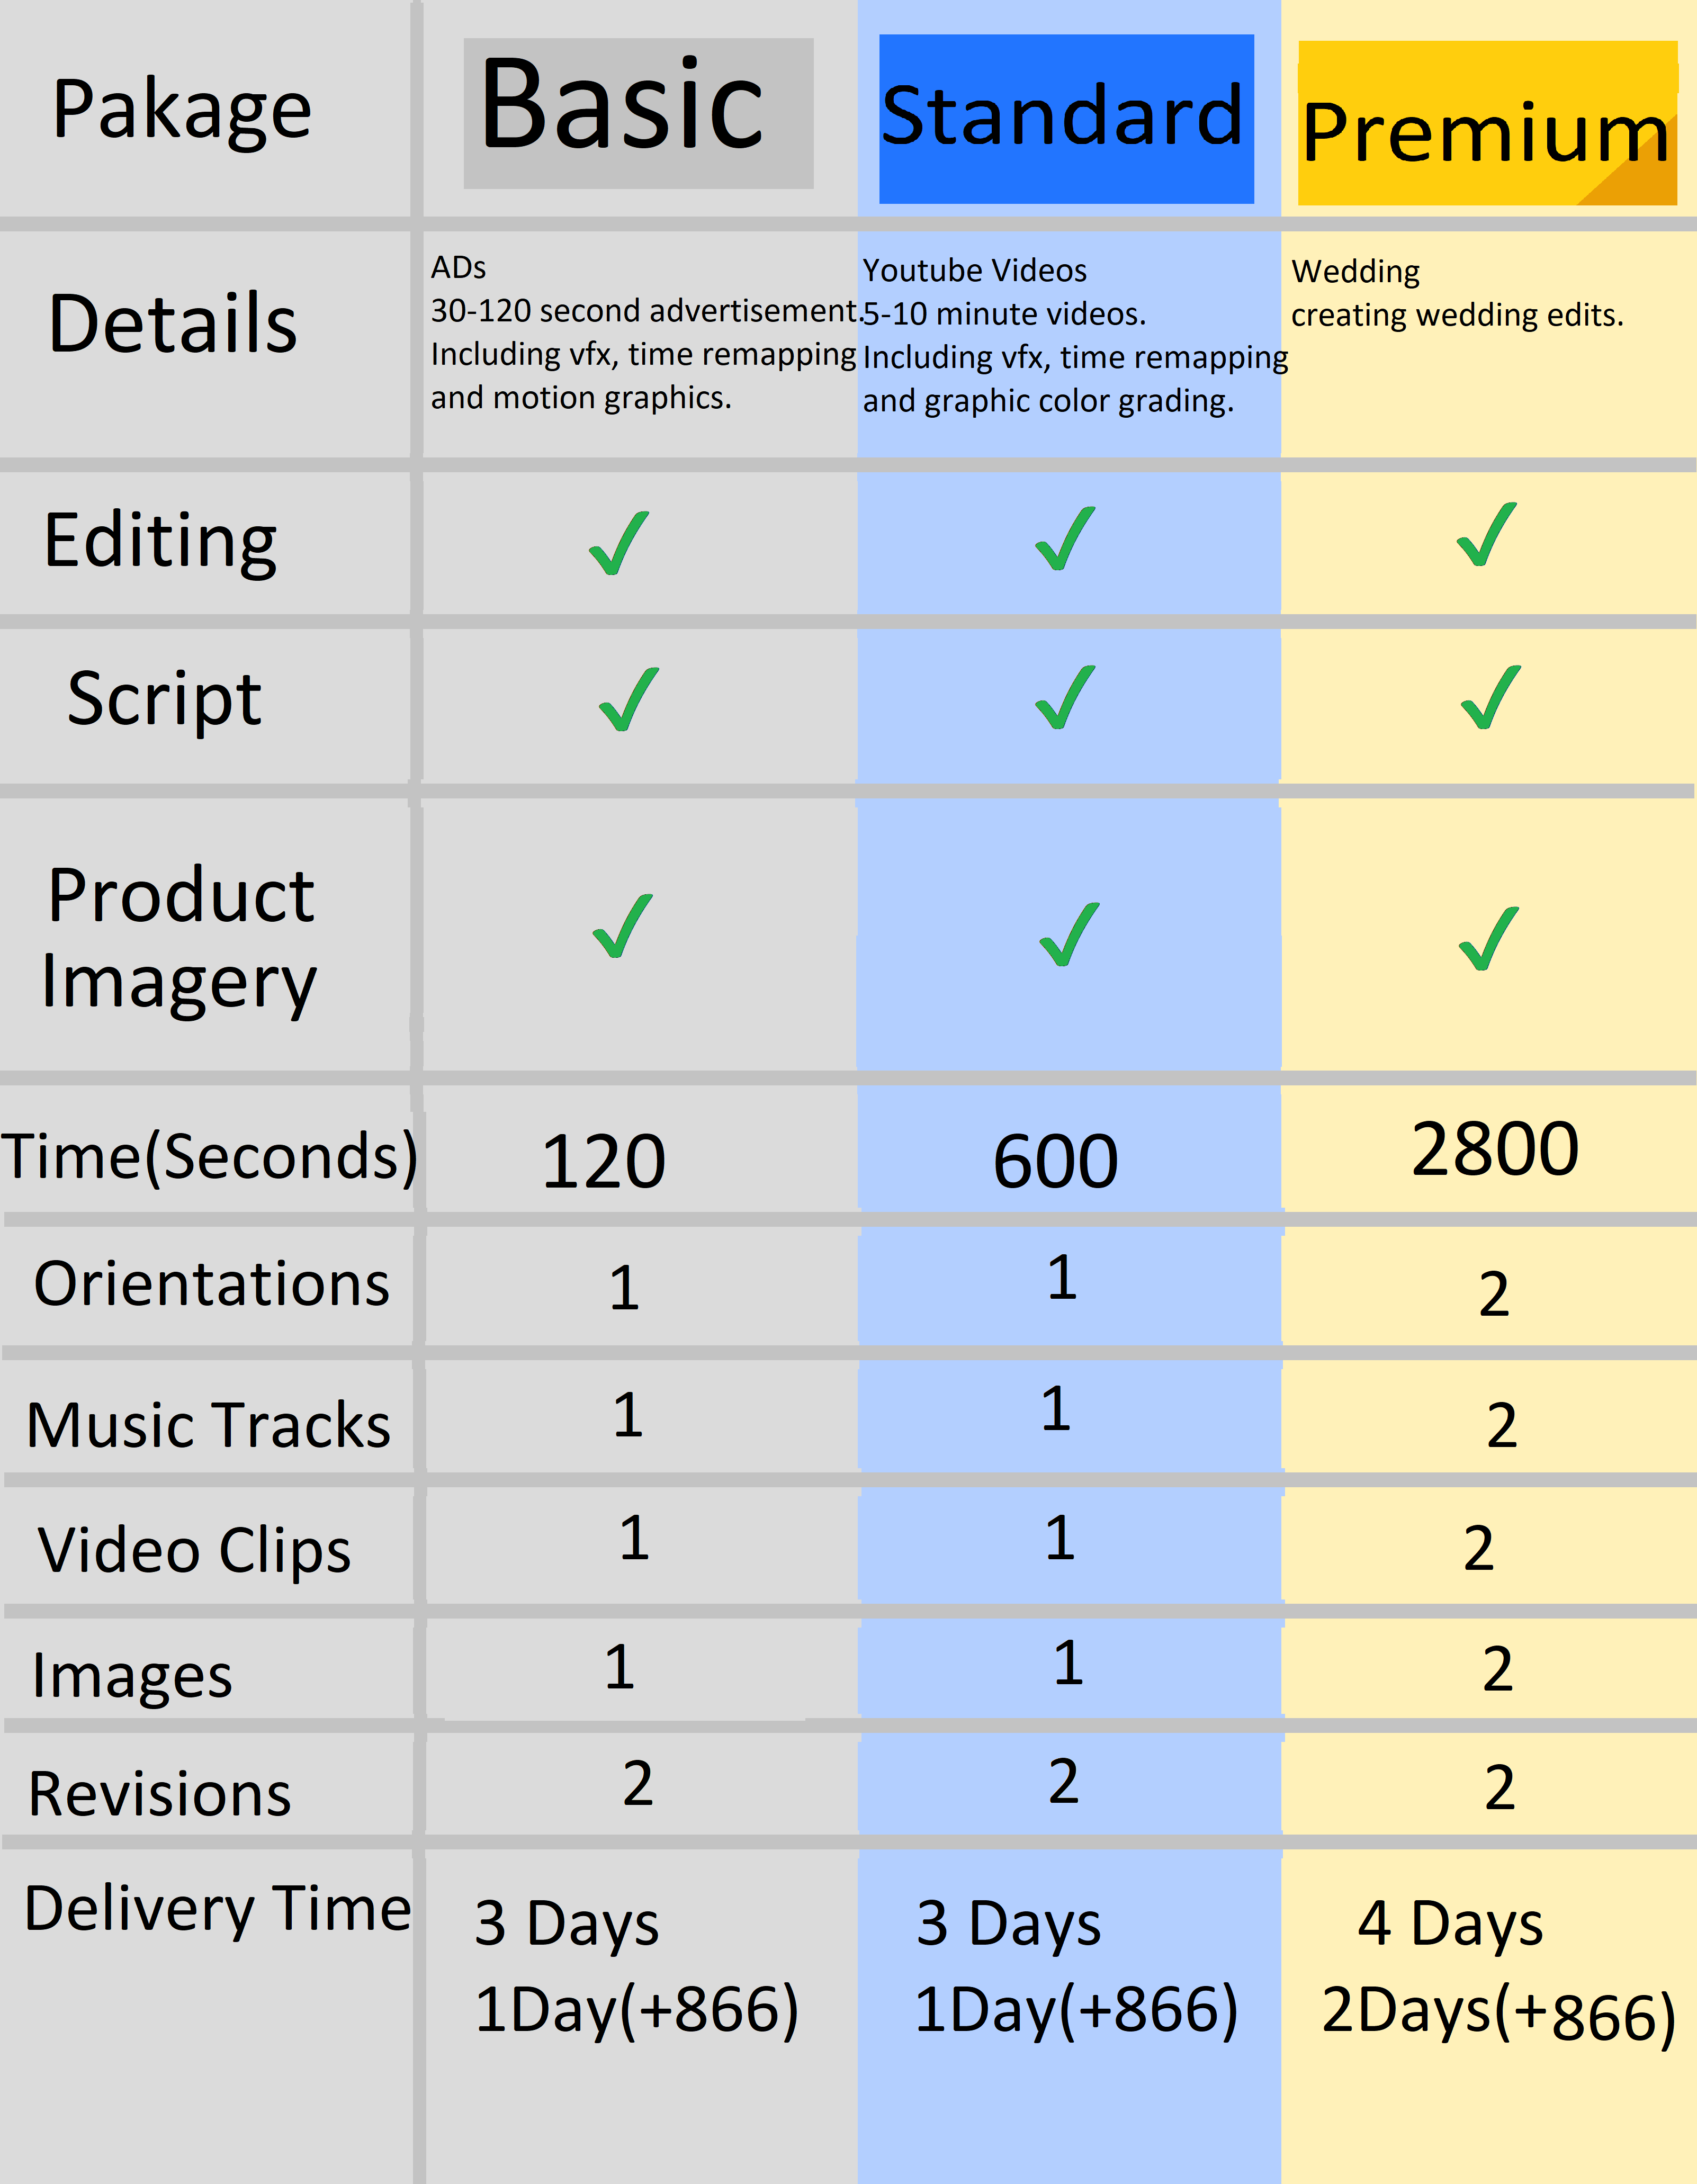 Pakage Basic Standard Premium
Details
ADs
30-120 second advertisement.
Including vfx, time remapping
and motion graphics.
Youtube Videos
5-10 minute videos.
Including vfx, time remapping
and graphic color grading.
Wedding
creating wedding edits.
Editing
Script
Product
Imagery
Time(Seconds) 120 600 2800
Orientations 1 1 2
Music Tracks 1 1 2
Video Clips 1 1 2
Images 1 1 2
Revisions 2 2 2
Delivery Time
3 Days 3 Days 4 Days
1Day(+866) 1Day(+866) 2Days(+866)